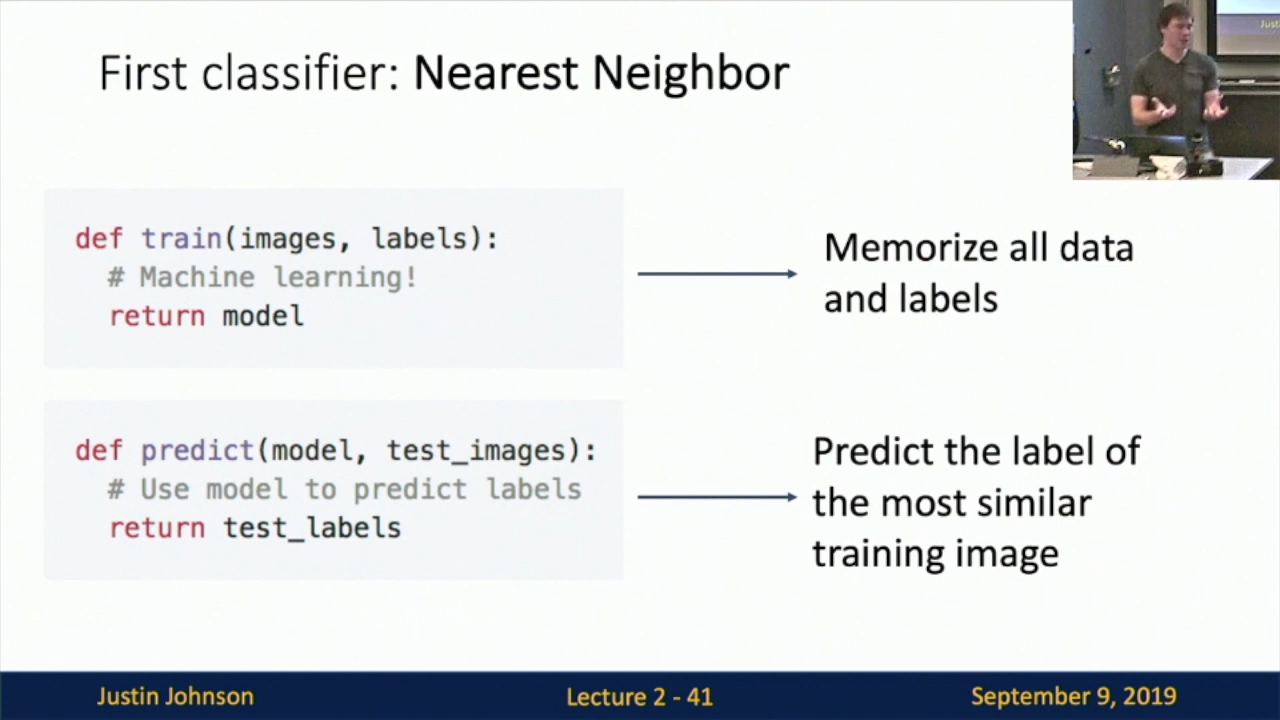 First classifier: Nearest Neighbor
def train(images, labels):
# Machine learning!
return model
Memorize all data
and labels
def predict(model, test_images):
# Use model to predict labels
return test_labels
Predict the label of
the most similar
training image
Justin Johnson
Lecture 2 - 41
September 9, 2019